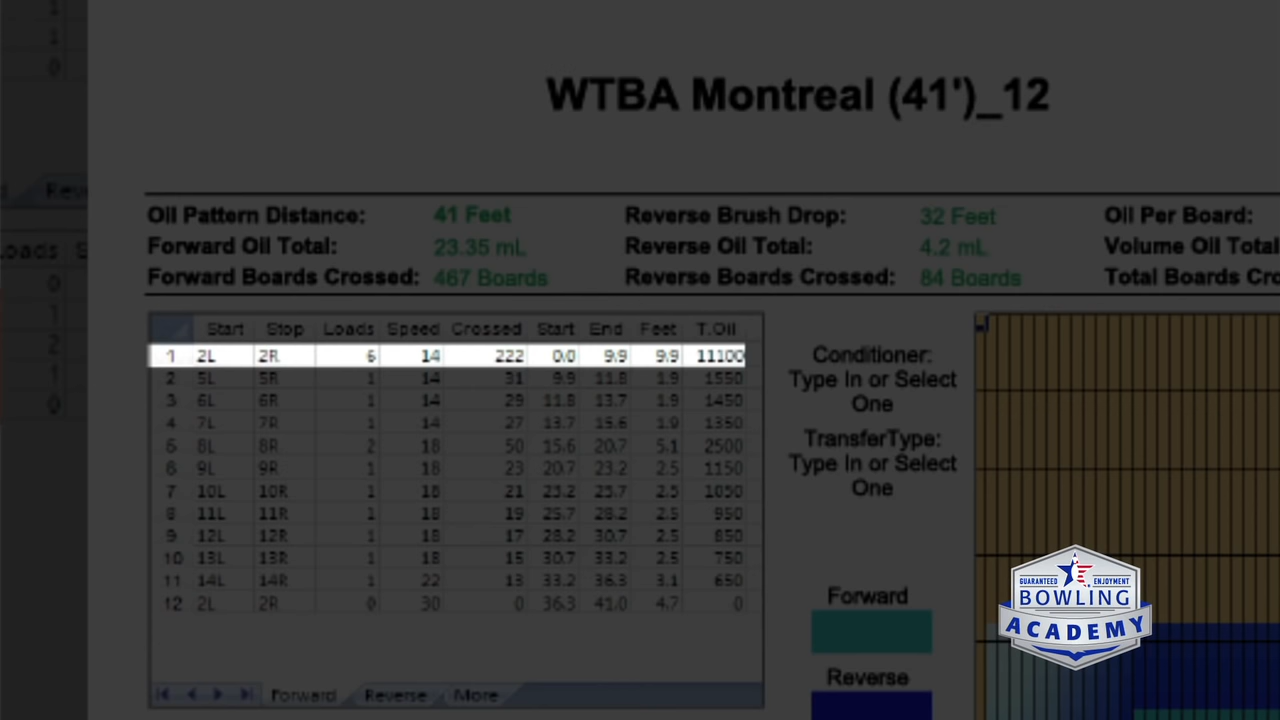 WTBA Montreal (41')_12
Oil Pattern Distance: 41 Feet Reverse Brush Drop: 32 Feet Oil Per Board:
Forward Oil Total: 23.35 mL Reverse Oil Total: 4.2 mL Volume Oil Total
Forward Boards Crossed: 467 Boards Reverse Boards Crossed: 84 Boards Total Boards Cro
Start Stop Loads Speed Crossed Start End Feet T.Oil
1 2L 2R 6 14 222 0.0 9.9 9.9 11100
2 5L 5R 1 14 31 9.9 11.8 1.9 1550
3 6L 6R 1 14 29 11.8 13.7 1.9 1450
4 7L 7R 1 14 27 13.7 15.6 1.9 1350
5 8L 8R 2 18 50 15.6 20.7 5.1 2500
6 9L 9R 1 18 23 20.7 23.2 2.5 1150
7 10L 10R 1 18 21 23.2 25.7 2.5 1050
8 11L 11R 1 18 19 25.7 28.2 2.5 950
9 12L 12R 1 18 17 28.2 30.7 2.5 850
10 13L 13R 1 18 15 30.7 33.2 2.5 750
11 14L 14R 1 22 13 33.2 36.3 3.1 650
12 2L 2R 0 30 0 36.3 41.0 4.7 0
Forward Reverse More
Conditioner:
Type In or Select
One
TransferType:
Type In or Select
One
Forward
Reverse
GUARANTEED ENJOYMENT
BOWLING
ACADEMY